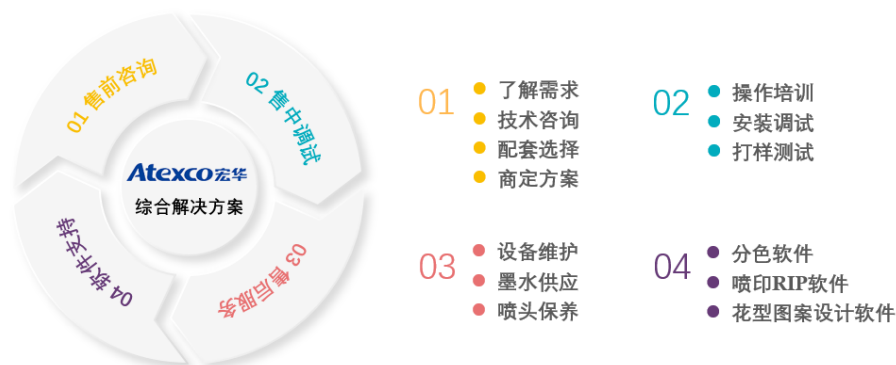 01 售前咨询
02 售中调试
03 售后服务
04 软件支持
Atexco宏华
综合解决方案
01
了解需求
技术咨询
配套选择
商定方案
02
操作培训
安装调试
打样测试
03
设备维护
墨水供应
喷头保养
04
分色软件
喷印RIP软件
花型图案设计软件